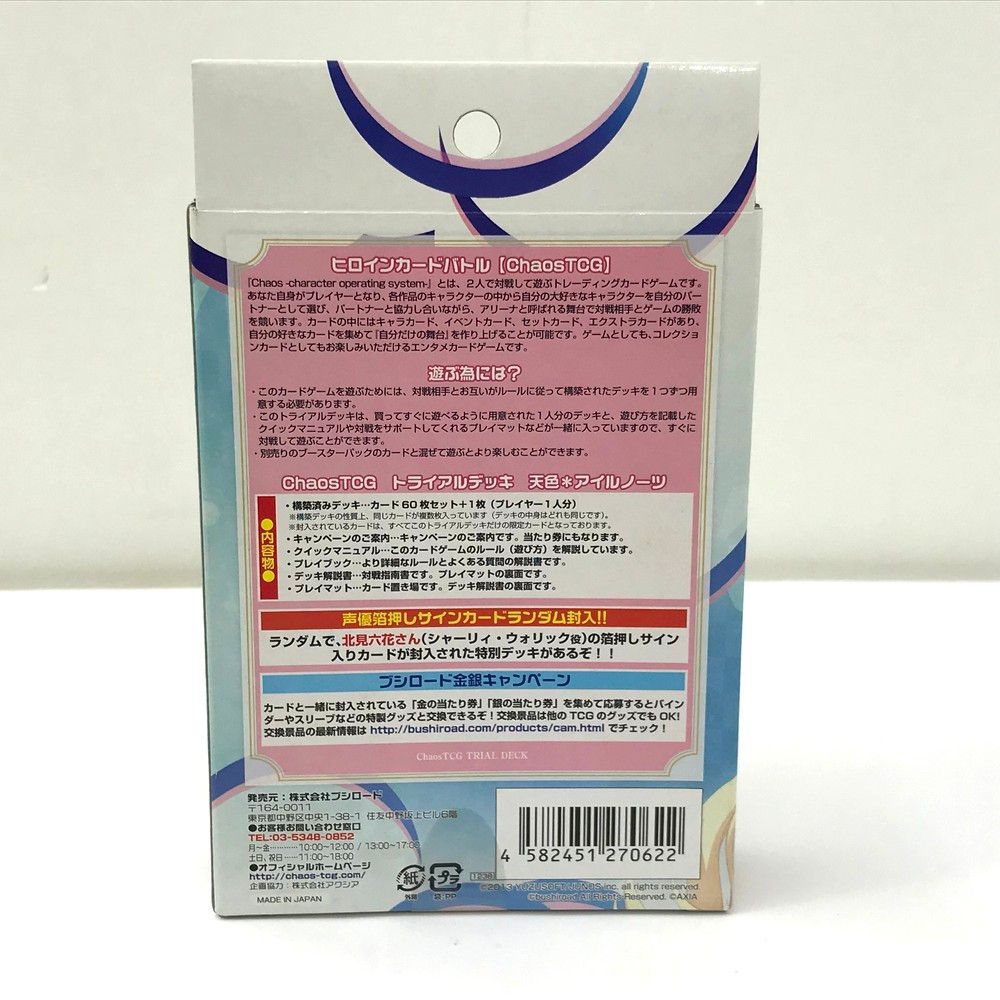 ヒロインカードバトル【ChaosTCG】
『Chaos -character operating system-』とは、2人で対戦して遊ぶトレーディングカードゲームです。
あなた自身がプレイヤーとなり、各作品のキャラクターの中から自分の大好きなキャラクターを自分のパー
トナーとして選び、パートナーと協力し合いながら、アリーナと呼ばれる舞台で対戦相手とゲームの勝敗
を競います。カードの中にはキャラカード、イベントカード、セットカード、エクストラカードがあり、
自分の好きなカードを集めて『自分だけの舞台』を作り上げることが可能です。ゲームとしても、コレクショ
ンカードとしてもお楽しみいただけるエンタメカードゲームです。
遊ぶ為には？
・このカードゲームを遊ぶためには、対戦相手とお互いがルールに従って構築されたデッキを1つずつ用
意する必要があります。
・このトライアルデッキは、買ってすぐに遊べるように用意された1人分のデッキと、遊び方を記載した
クイックマニュアルや対戦をサポートしてくれるプレイマットなどが一緒に入っていますので、すぐに
対戦して遊ぶことができます。
・別売りのブースターパックのカードと混ぜて遊ぶとより楽しむことができます。
ChaosTCG トライアルデッキ 天色＊アイルノーツ
●内容物●
・構築済みデッキ…カード60枚セット＋1枚（プレイヤー1人分）
※構築デッキの性質上、同じカードが複数枚入っています（デッキの中身はどれも同じです）。
※封入されているカードは、すべてこのトライアルデッキだけの限定カードとなっております。
・キャンペーンのご案内…キャンペーンのご案内です。当たり券にもなります。
・クイックマニュアル…このカードゲームのルール（遊び方）を解説しています。
・プレイブック…より詳細なルールとよくある質問の解説書です。
・デッキ解説書…対戦指南書です。プレイマットの裏面です。
・プレイマット…カード置き場です。デッキ解説書の裏面です。
声優箔押しサインカードランダム封入!!
ランダムで、北見六花さん（シャーリィ・ウォリック役）の箔押しサイン
入りカードが封入された特別デッキがあるぞ！！
ブシロード金銀キャンペーン
カードと一緒に封入されている「金の当たり券」「銀の当たり券」を集めて応募するとバイン
ダーやスリーブなどの特製グッズと交換できるぞ！交換景品は他のTCGのグッズでもOK!
交換景品の最新情報は http://bushiroad.com/products/cam.html でチェック！
ChaosTCG TRIAL DECK
発売元：株式会社ブシロード
〒164-0011
東京都中野区中央1-38-1 住友中野坂上ビル6階
●お客様お問い合わせ窓口
TEL:03-5348-0852
月～金………10:00～12:00 / 13:00～17:00
土日、祝日……11:00～18:00
●オフィシャルホームページ
http://chaos-tcg.com/
企画協力：株式会社アクシア
MADE IN JAPAN
紙
外箱
プラ
袋:PP
4 582451 270622
©2013 YUZUSOFT/JUNOS inc. all rights reserved.
©bushiroad All Rights Reserved. ©AXIA